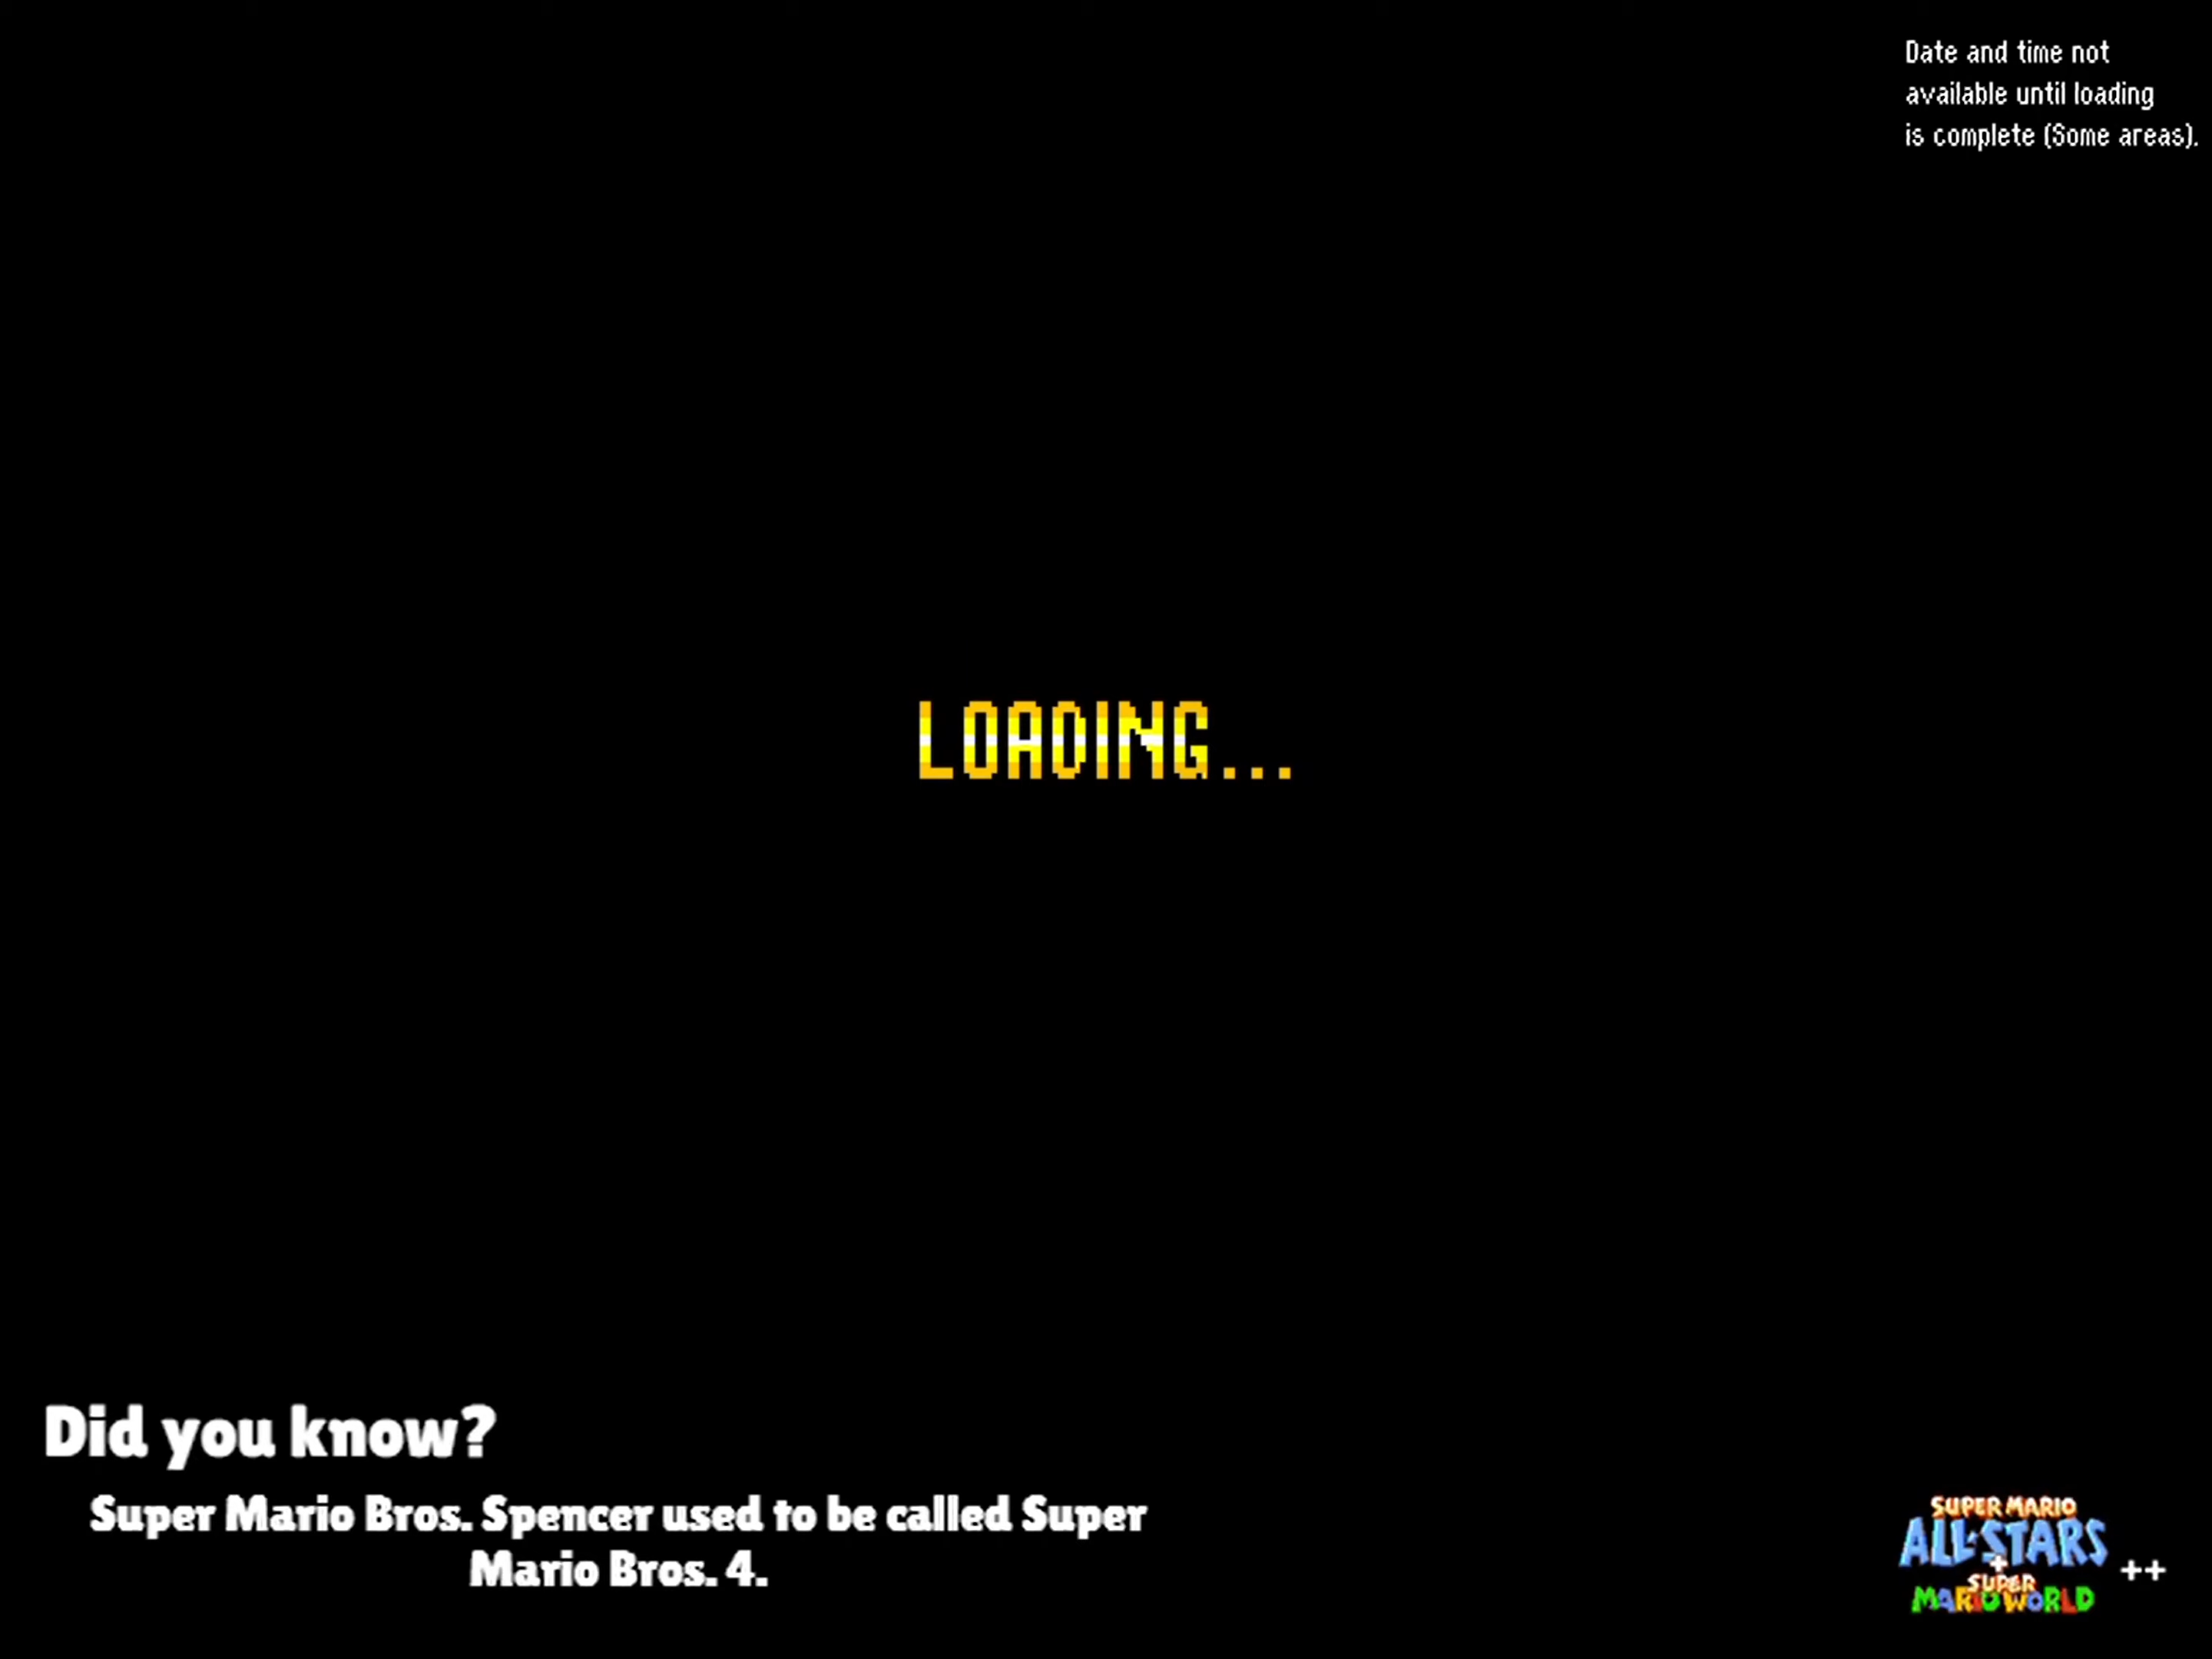 Date and time not
available until loading
is complete (Some areas).
LOADING...
Did you know?
Super Mario Bros. Spencer used to be called Super
Mario Bros. 4.
SUPER MARIO
ALL-STARS
+
SUPER
MARIO WORLD
++